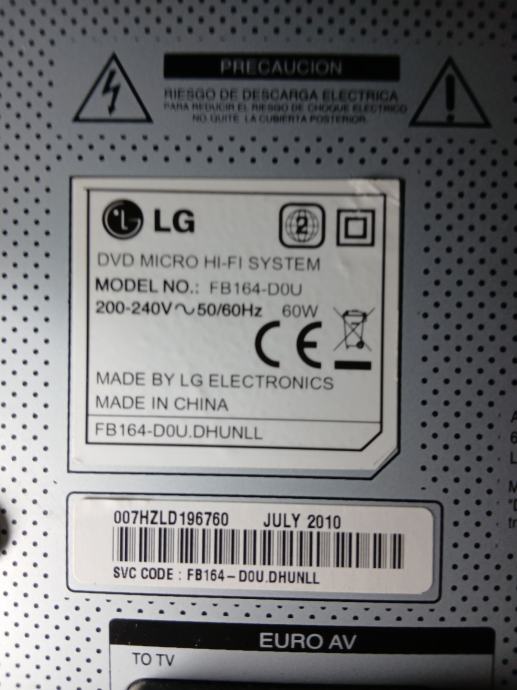 PRECAUCION
RIESGO DE DESCARGA ELECTRICA
PARA REDUCIR EL RIESGO DE CHOQUE ELECTRICO
NO QUITE LA CUBIERTA POSTERIOR.
LG
2
DVD MICRO HI-FI SYSTEM
MODEL NO.: FB164-D0U
200-240V~50/60Hz 60W
CE
MADE BY LG ELECTRONICS
MADE IN CHINA
FB164-D0U.DHUNLL
007HZLD196760 JULY 2010
SVC CODE : FB164-D0U.DHUNLL
EURO AV
TO TV